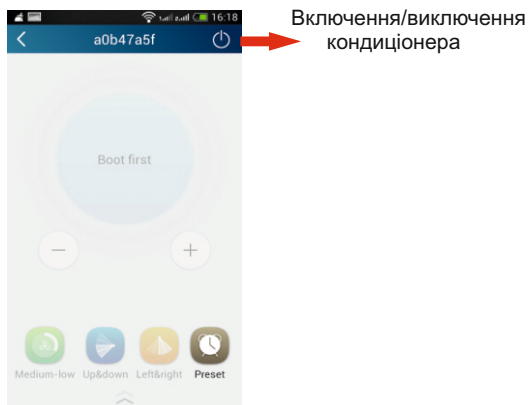 16:18
Включення/виключення
кондиціонера
a0b47a5f
Boot first
Medium-low Up&down Left&right Preset